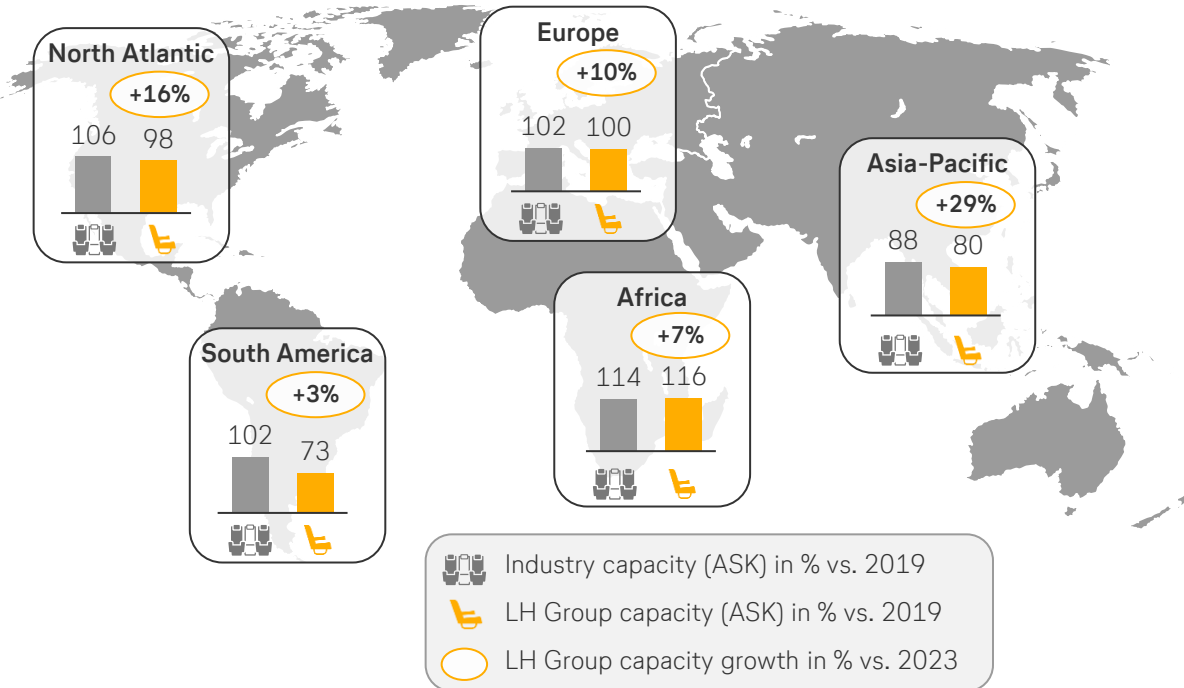 North Atlantic
+16%
106 98
Europe
+10%
102 100
Asia-Pacific
+29%
88 80
South America
+3%
102 73
Africa
+7%
114 116
Industry capacity (ASK) in % vs. 2019
LH Group capacity (ASK) in % vs. 2019
LH Group capacity growth in % vs. 2023